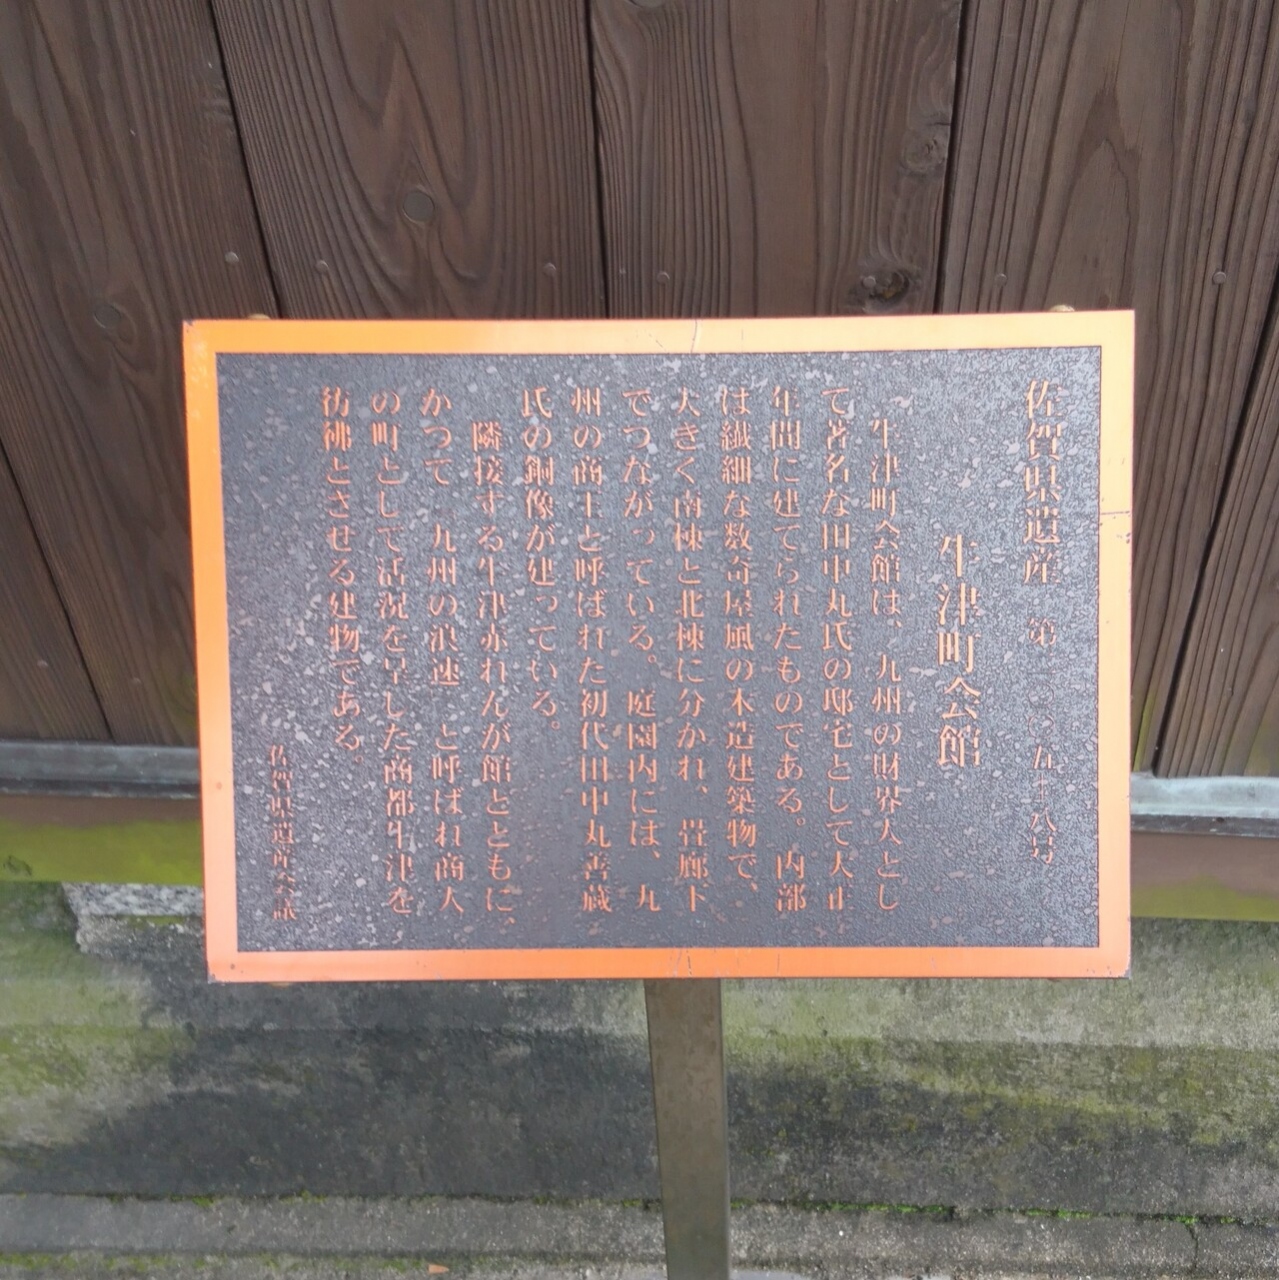 佐賀県遺産　第二〇〇五十八号
牛津町会館
牛津町会館は、九州の財界人とし
て著名な田中丸氏の邸宅として大正
年間に建てられたものである。内部
は繊細な数奇屋風の木造建築物で、
大きく南棟と北棟に分かれ、畳廊下
でつながっている。庭園内には、九
州の商王と呼ばれた初代田中丸善蔵
氏の銅像が建っている。
隣接する牛津赤れんが館とともに、
かつて　九州の浪速　と呼ばれ商人
の町として活況を呈した商都牛津を
彷彿とさせる建物である。
佐賀県遺産会議